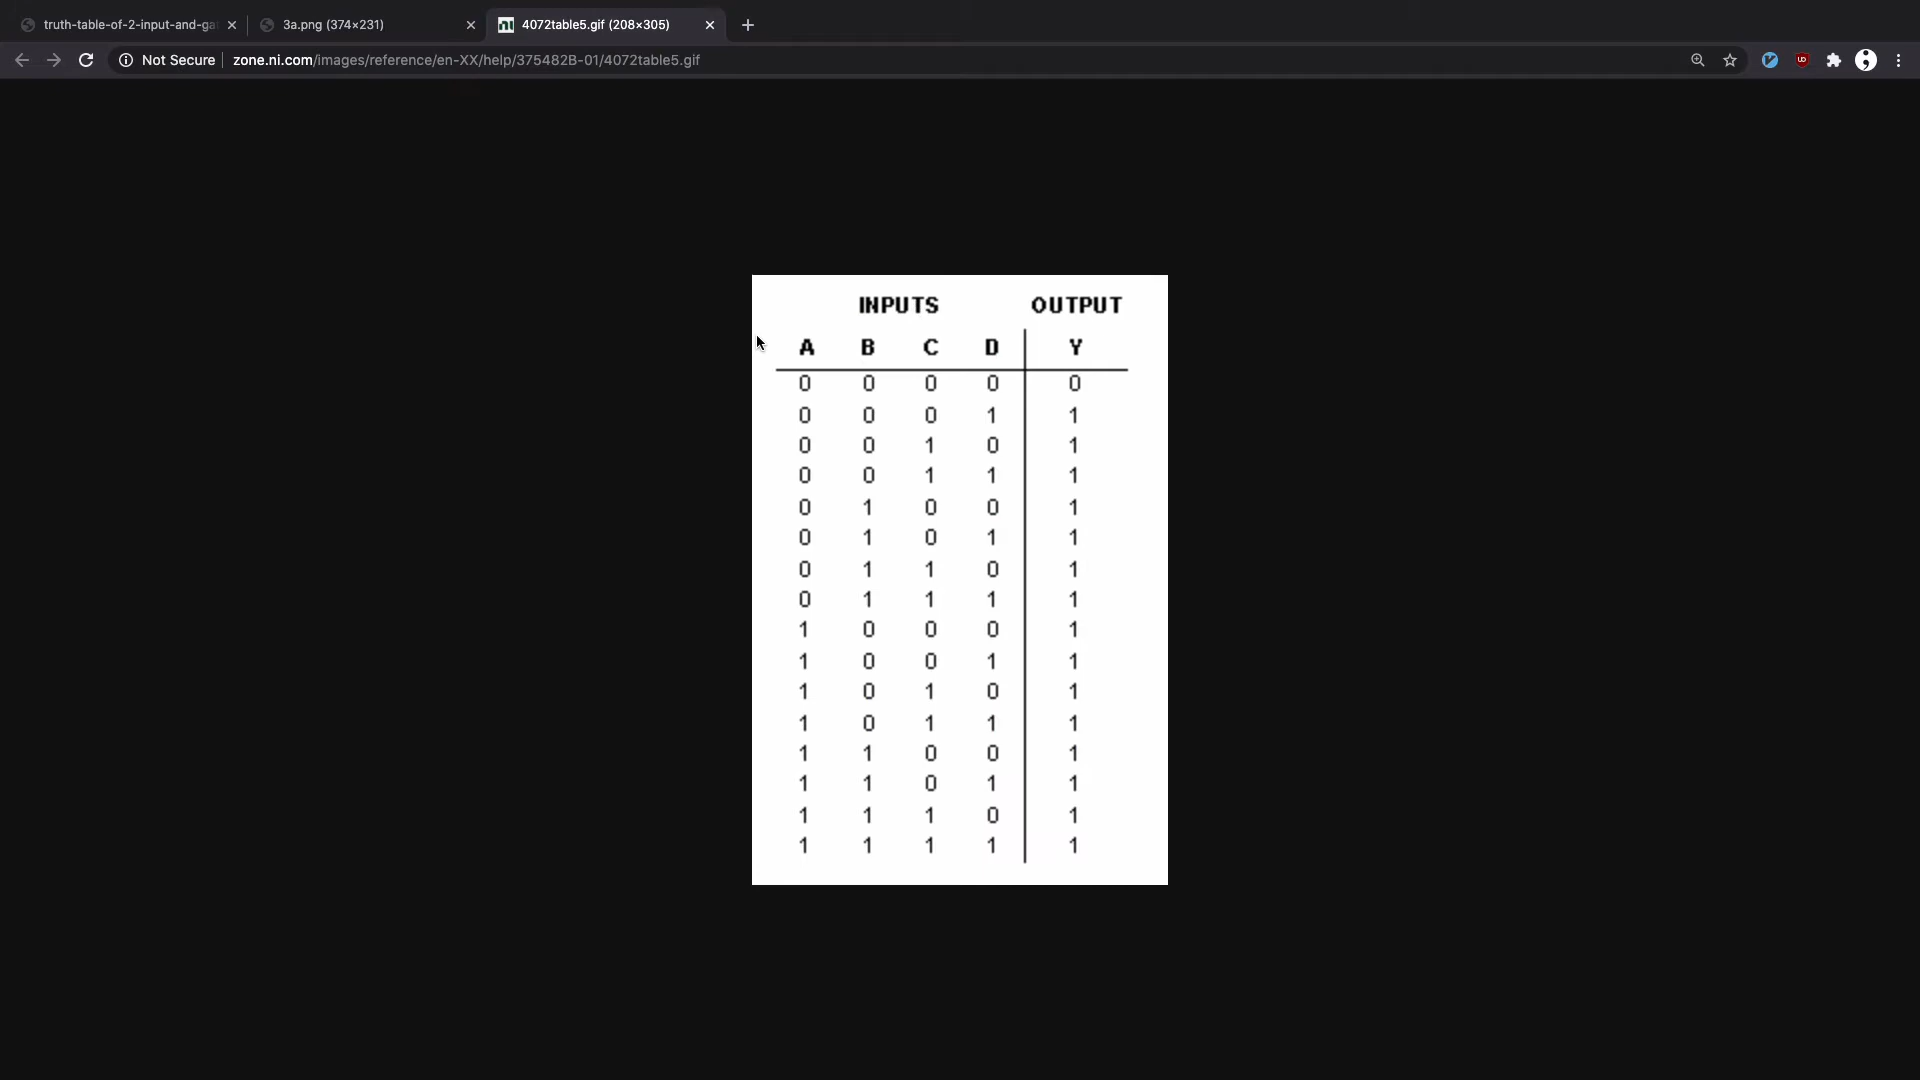 truth-table-of-2-input-and-ga
3a.png (374×231)
4072table5.gif (208×305)
Not Secure
zone.ni.com/images/reference/en-XX/help/375482B-01/4072table5.gif
INPUTS OUTPUT
A B C D Y
0 0 0 0 0
0 0 0 1 1
0 0 1 0 1
0 0 1 1 1
0 1 0 0 1
0 1 0 1 1
0 1 1 0 1
0 1 1 1 1
1 0 0 0 1
1 0 0 1 1
1 0 1 0 1
1 0 1 1 1
1 1 0 0 1
1 1 0 1 1
1 1 1 0 1
1 1 1 1 1